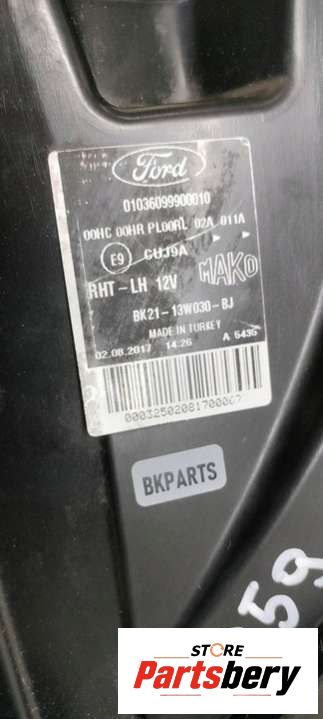 Ford
01036099900010
00HC 00HR PL00RL 02A 011A
E9 CUJ9A
RHT-LH 12V MAKO
BK21-13W030-BJ
MADE IN TURKEY
02.08.2017 14:26 A 6436
00032502081700067
BKPARTS
59
STORE
Partsbery